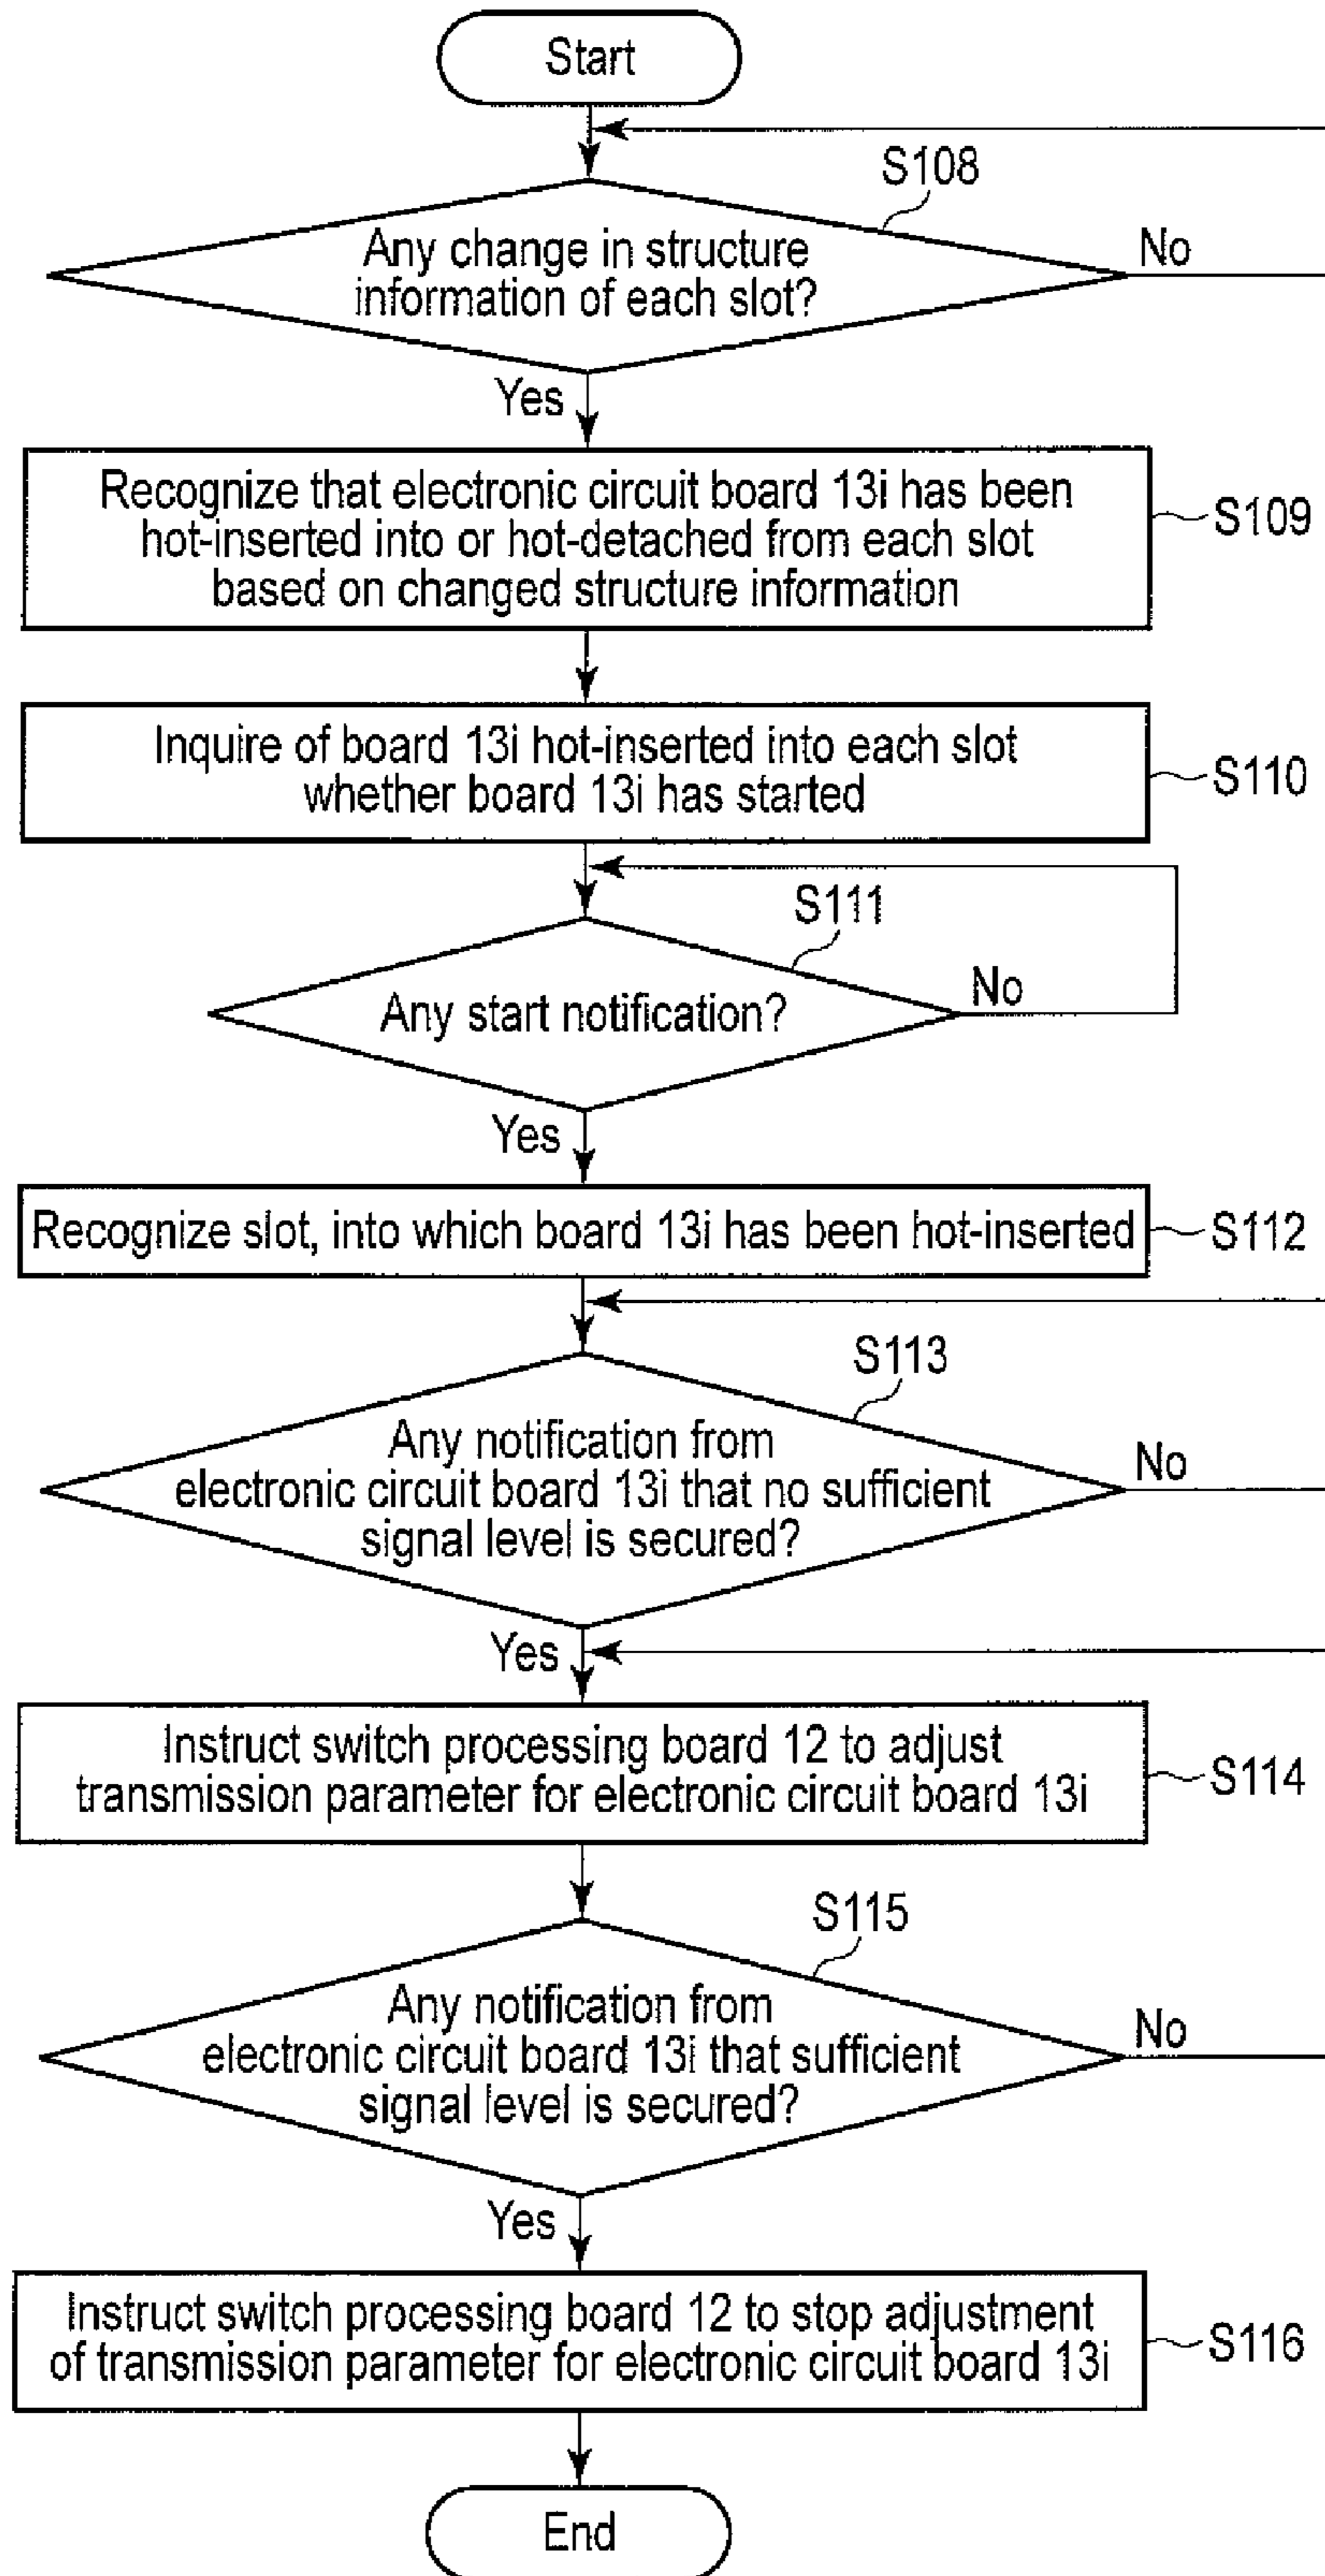 Start
S108
Any change in structure
information of each slot?
No
Yes
Recognize that electronic circuit board 13i has been
hot-inserted into or hot-detached from each slot
based on changed structure information
S109
Inquire of board 13i hot-inserted into each slot
whether board 13i has started
S110
S111
Any start notification?
No
Yes
Recognize slot, into which board 13i has been hot-inserted
S112
S113
Any notification from
electronic circuit board 13i that no sufficient
signal level is secured?
No
Yes
Instruct switch processing board 12 to adjust
transmission parameter for electronic circuit board 13i
S114
S115
Any notification from
electronic circuit board 13i that sufficient
signal level is secured?
No
Yes
Instruct switch processing board 12 to stop adjustment
of transmission parameter for electronic circuit board 13i
S116
End